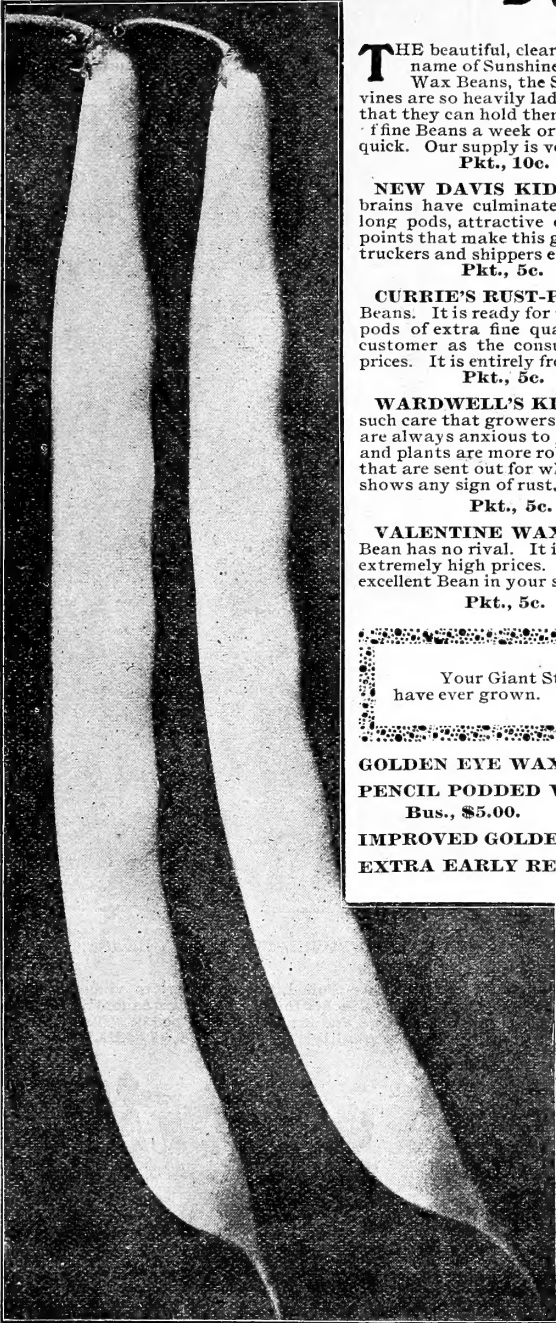 THE beautiful, clear
name of Sunshine
Wax Beans, the S
vines are so heavily lad
that they can hold ther
f fine Beans a week or
quick. Our supply is ve
Pkt., 10c.
NEW DAVIS KID
brains have culminate
long pods, attractive
points that make this g
truckers and shippers e
Pkt., 5c.
CURRIE'S RUST-P
Beans. It is ready for
pods of extra fine qua
customer as the consu
prices. It is entirely fre
Pkt., 5c.
WARDWELL'S KI
such care that growers
are always anxious to
and plants are more ro
that are sent out for wh
shows any sign of rust,
Pkt., 5c.
VALENTINE WAX
Bean has no rival. It i
extremely high prices.
excellent Bean in your s
Pkt., 5c.
Your Giant St
have ever grown.
GOLDEN EYE WAX
PENCIL PODDED
Bus., $5.00.
IMPROVED GOLDE
EXTRA EARLY RE